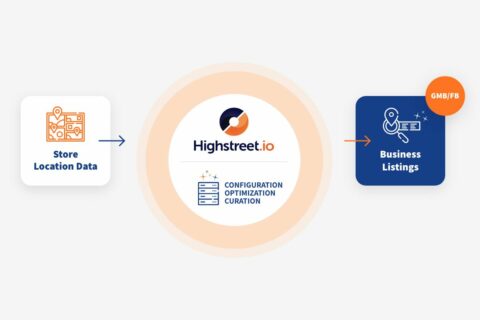 Store
Location Data
Highstreet.io
CONFIGURATION
OPTIMIZATION
CURATION
GMB/FB
Business
Listings